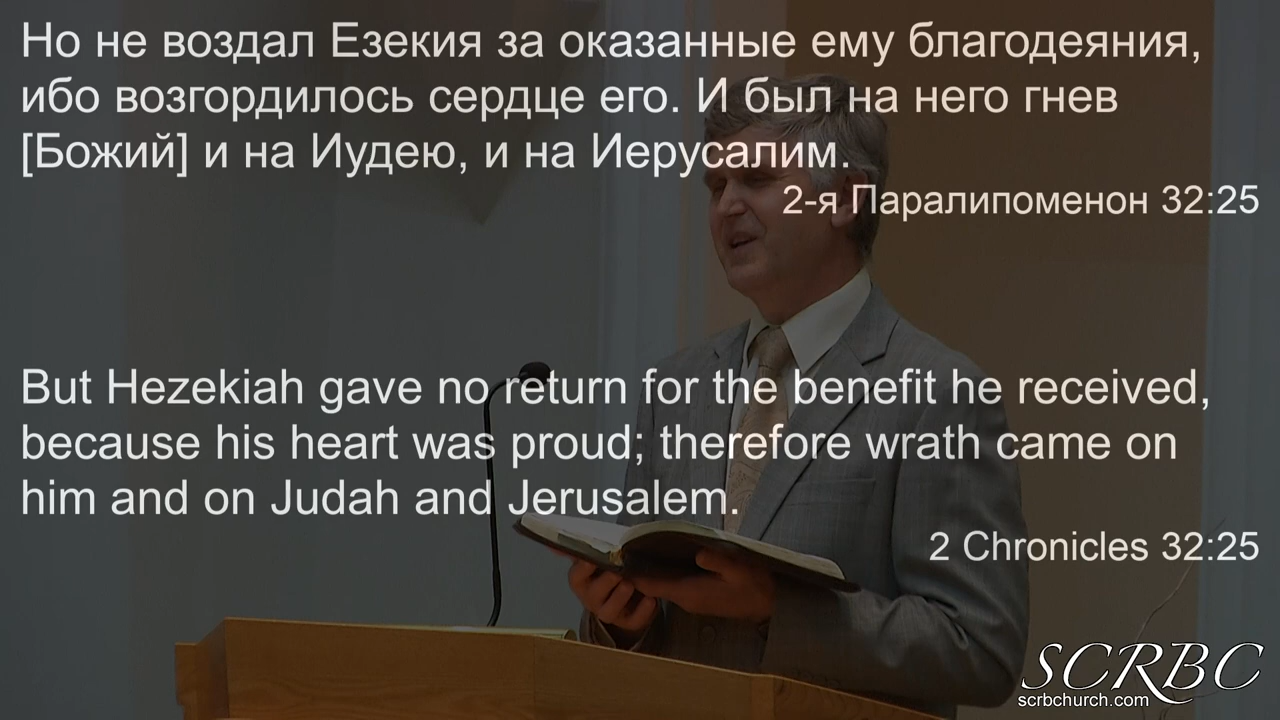 Но не воздал Езекия за оказанные ему благодеяния,
ибо возгордилось сердце его. И был на него гнев
[Божий] и на Иудею, и на Иерусалим.
2-я Паралипоменон 32:25
But Hezekiah gave no return for the benefit he received,
because his heart was proud; therefore wrath came on
him and on Judah and Jerusalem.
2 Chronicles 32:25
SCRBC
scrbchurch.com